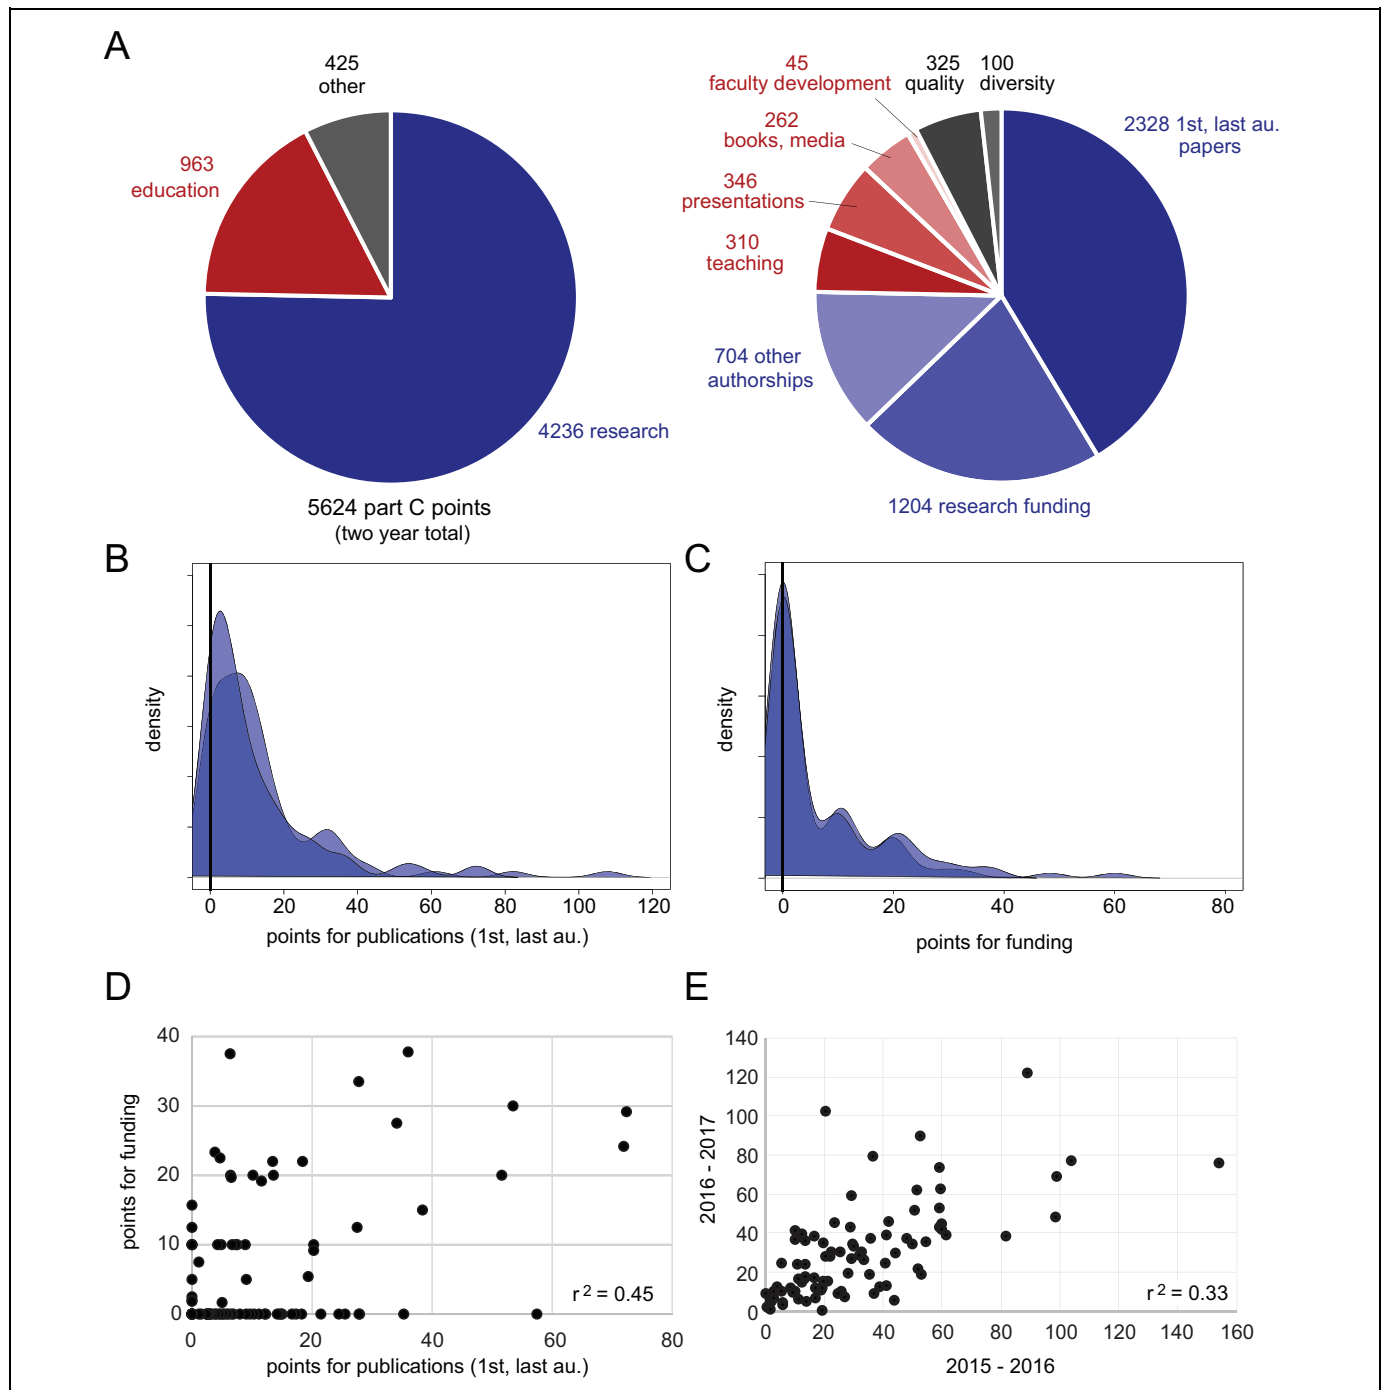 A
425
other
963
education
4236 research
5624 part C points
(two year total)
45
faculty development
325
quality
100
diversity
262
books, media
346
presentations
310
teaching
704 other
authorships
1204 research funding
2328 1st, last au.
papers
B
density
0 20 40 60 80 100 120
points for publications (1st, last au.)
C
density
0 20 40 60 80
points for funding
D
points for funding
40
30
20
10
0
r² = 0.45
0 20 40 60 80
points for publications (1st, last au.)
E
2016 - 2017
140
120
100
80
60
40
20
0
r² = 0.33
0 20 40 60 80 100 120 140 160
2015 - 2016